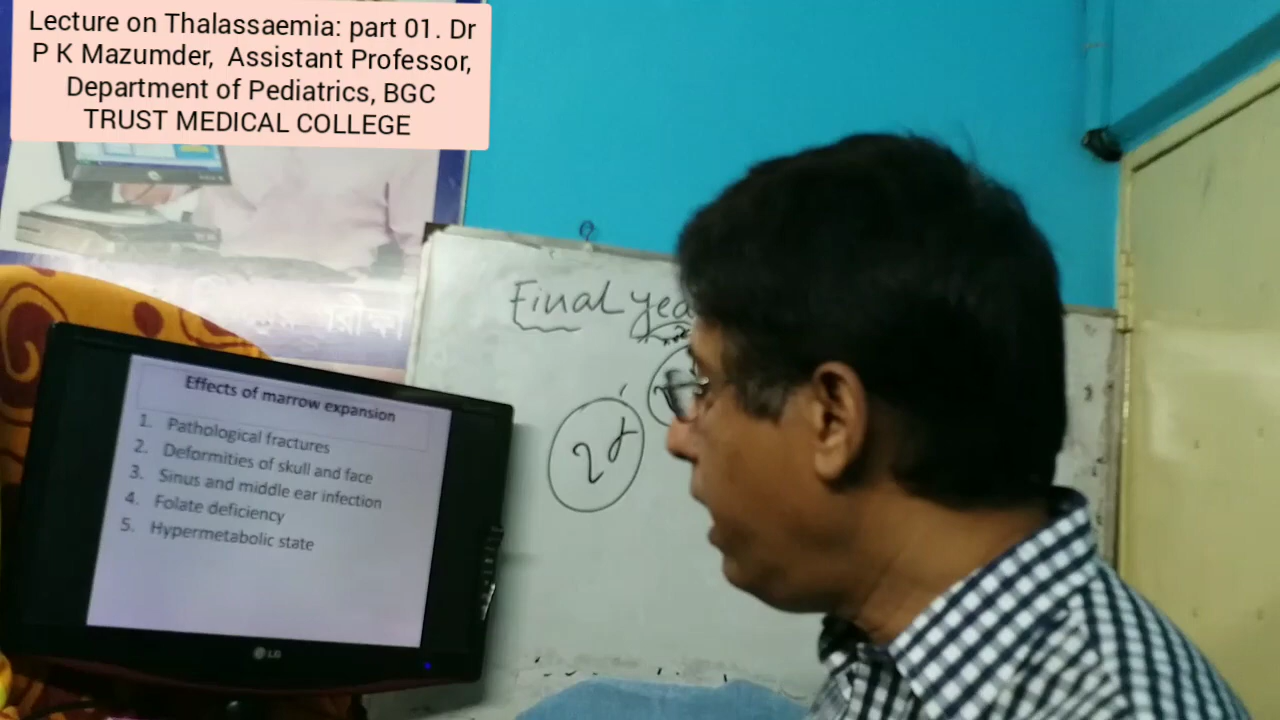 Lecture on Thalassaemia: part 01. Dr
P K Mazumder, Assistant Professor,
Department of Pediatrics, BGC
TRUST MEDICAL COLLEGE
Final yea
Effects of marrow expansion
1. Pathological fractures
2. Deformities of skull and face
3. Sinus and middle ear infection
4. Folate deficiency
5. Hypermetabolic state
LG